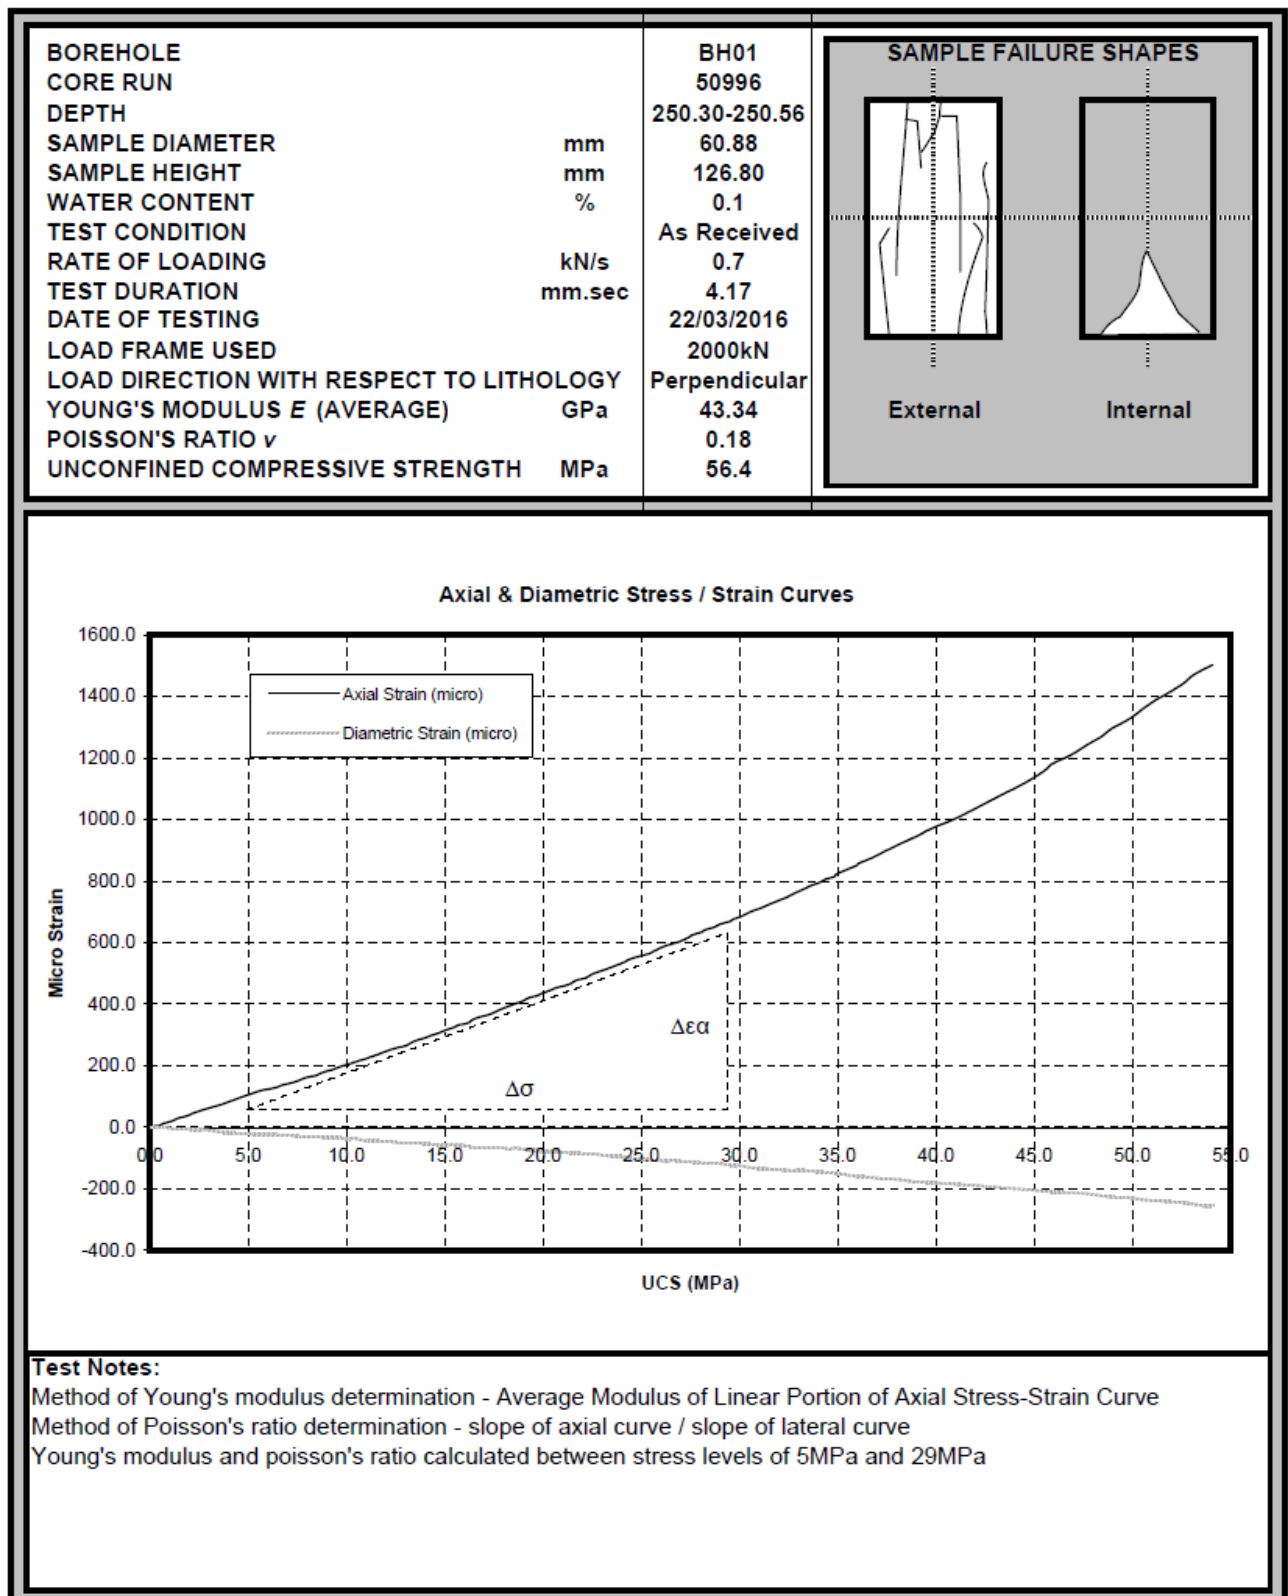 BOREHOLE BH01
CORE RUN 50996
DEPTH 250.30-250.56
SAMPLE DIAMETER mm 60.88
SAMPLE HEIGHT mm 126.80
WATER CONTENT % 0.1
TEST CONDITION As Received
RATE OF LOADING kN/s 0.7
TEST DURATION mm.sec 4.17
DATE OF TESTING 22/03/2016
LOAD FRAME USED 2000kN
LOAD DIRECTION WITH RESPECT TO LITHOLOGY Perpendicular
YOUNG'S MODULUS E (AVERAGE) GPa 43.34
POISSON'S RATIO v 0.18
UNCONFINED COMPRESSIVE STRENGTH MPa 56.4
SAMPLE FAILURE SHAPES
External Internal
Axial & Diametric Stress / Strain Curves
1600.0
1400.0
1200.0
1000.0
800.0
600.0
400.0
200.0
0.0
-200.0
-400.0
Micro Strain
Axial Strain (micro)
Diametric Strain (micro)
Δεα
Δσ
0.0 5.0 10.0 15.0 20.0 25.0 30.0 35.0 40.0 45.0 50.0 55.0
UCS (MPa)
Test Notes:
Method of Young's modulus determination - Average Modulus of Linear Portion of Axial Stress-Strain Curve
Method of Poisson's ratio determination - slope of axial curve / slope of lateral curve
Young's modulus and poisson's ratio calculated between stress levels of 5MPa and 29MPa